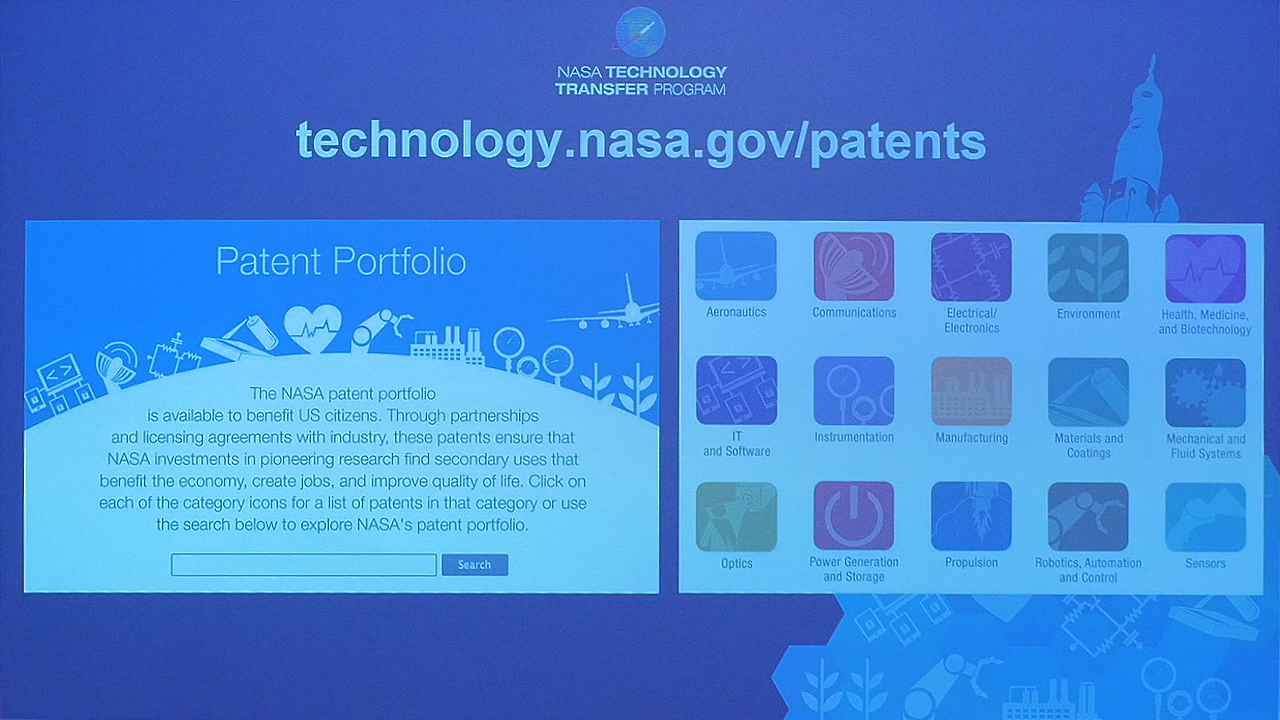 NASA TECHNOLOGY
TRANSFER PROGRAM
technology.nasa.gov/patents
Patent Portfolio
The NASA patent portfolio
is available to benefit US citizens. Through partnerships
and licensing agreements with industry, these patents ensure that
NASA investments in pioneering research find secondary uses that
benefit the economy, create jobs, and improve quality of life. Click on
each of the category icons for a list of patents in that category or use
the search below to explore NASA's patent portfolio.
Search
Aeronautics
Communications
Electrical/
Electronics
Environment
Health, Medicine,
and Biotechnology
IT
and Software
Instrumentation
Manufacturing
Materials and
Coatings
Mechanical and
Fluid Systems
Optics
Power Generation
and Storage
Propulsion
Robotics, Automation
and Control
Sensors